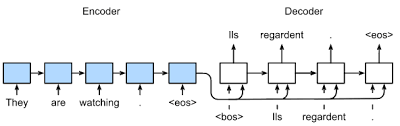 Encoder Decoder
Ils regardent . <eos>
They are watching . <eos>
<bos> Ils regardent .